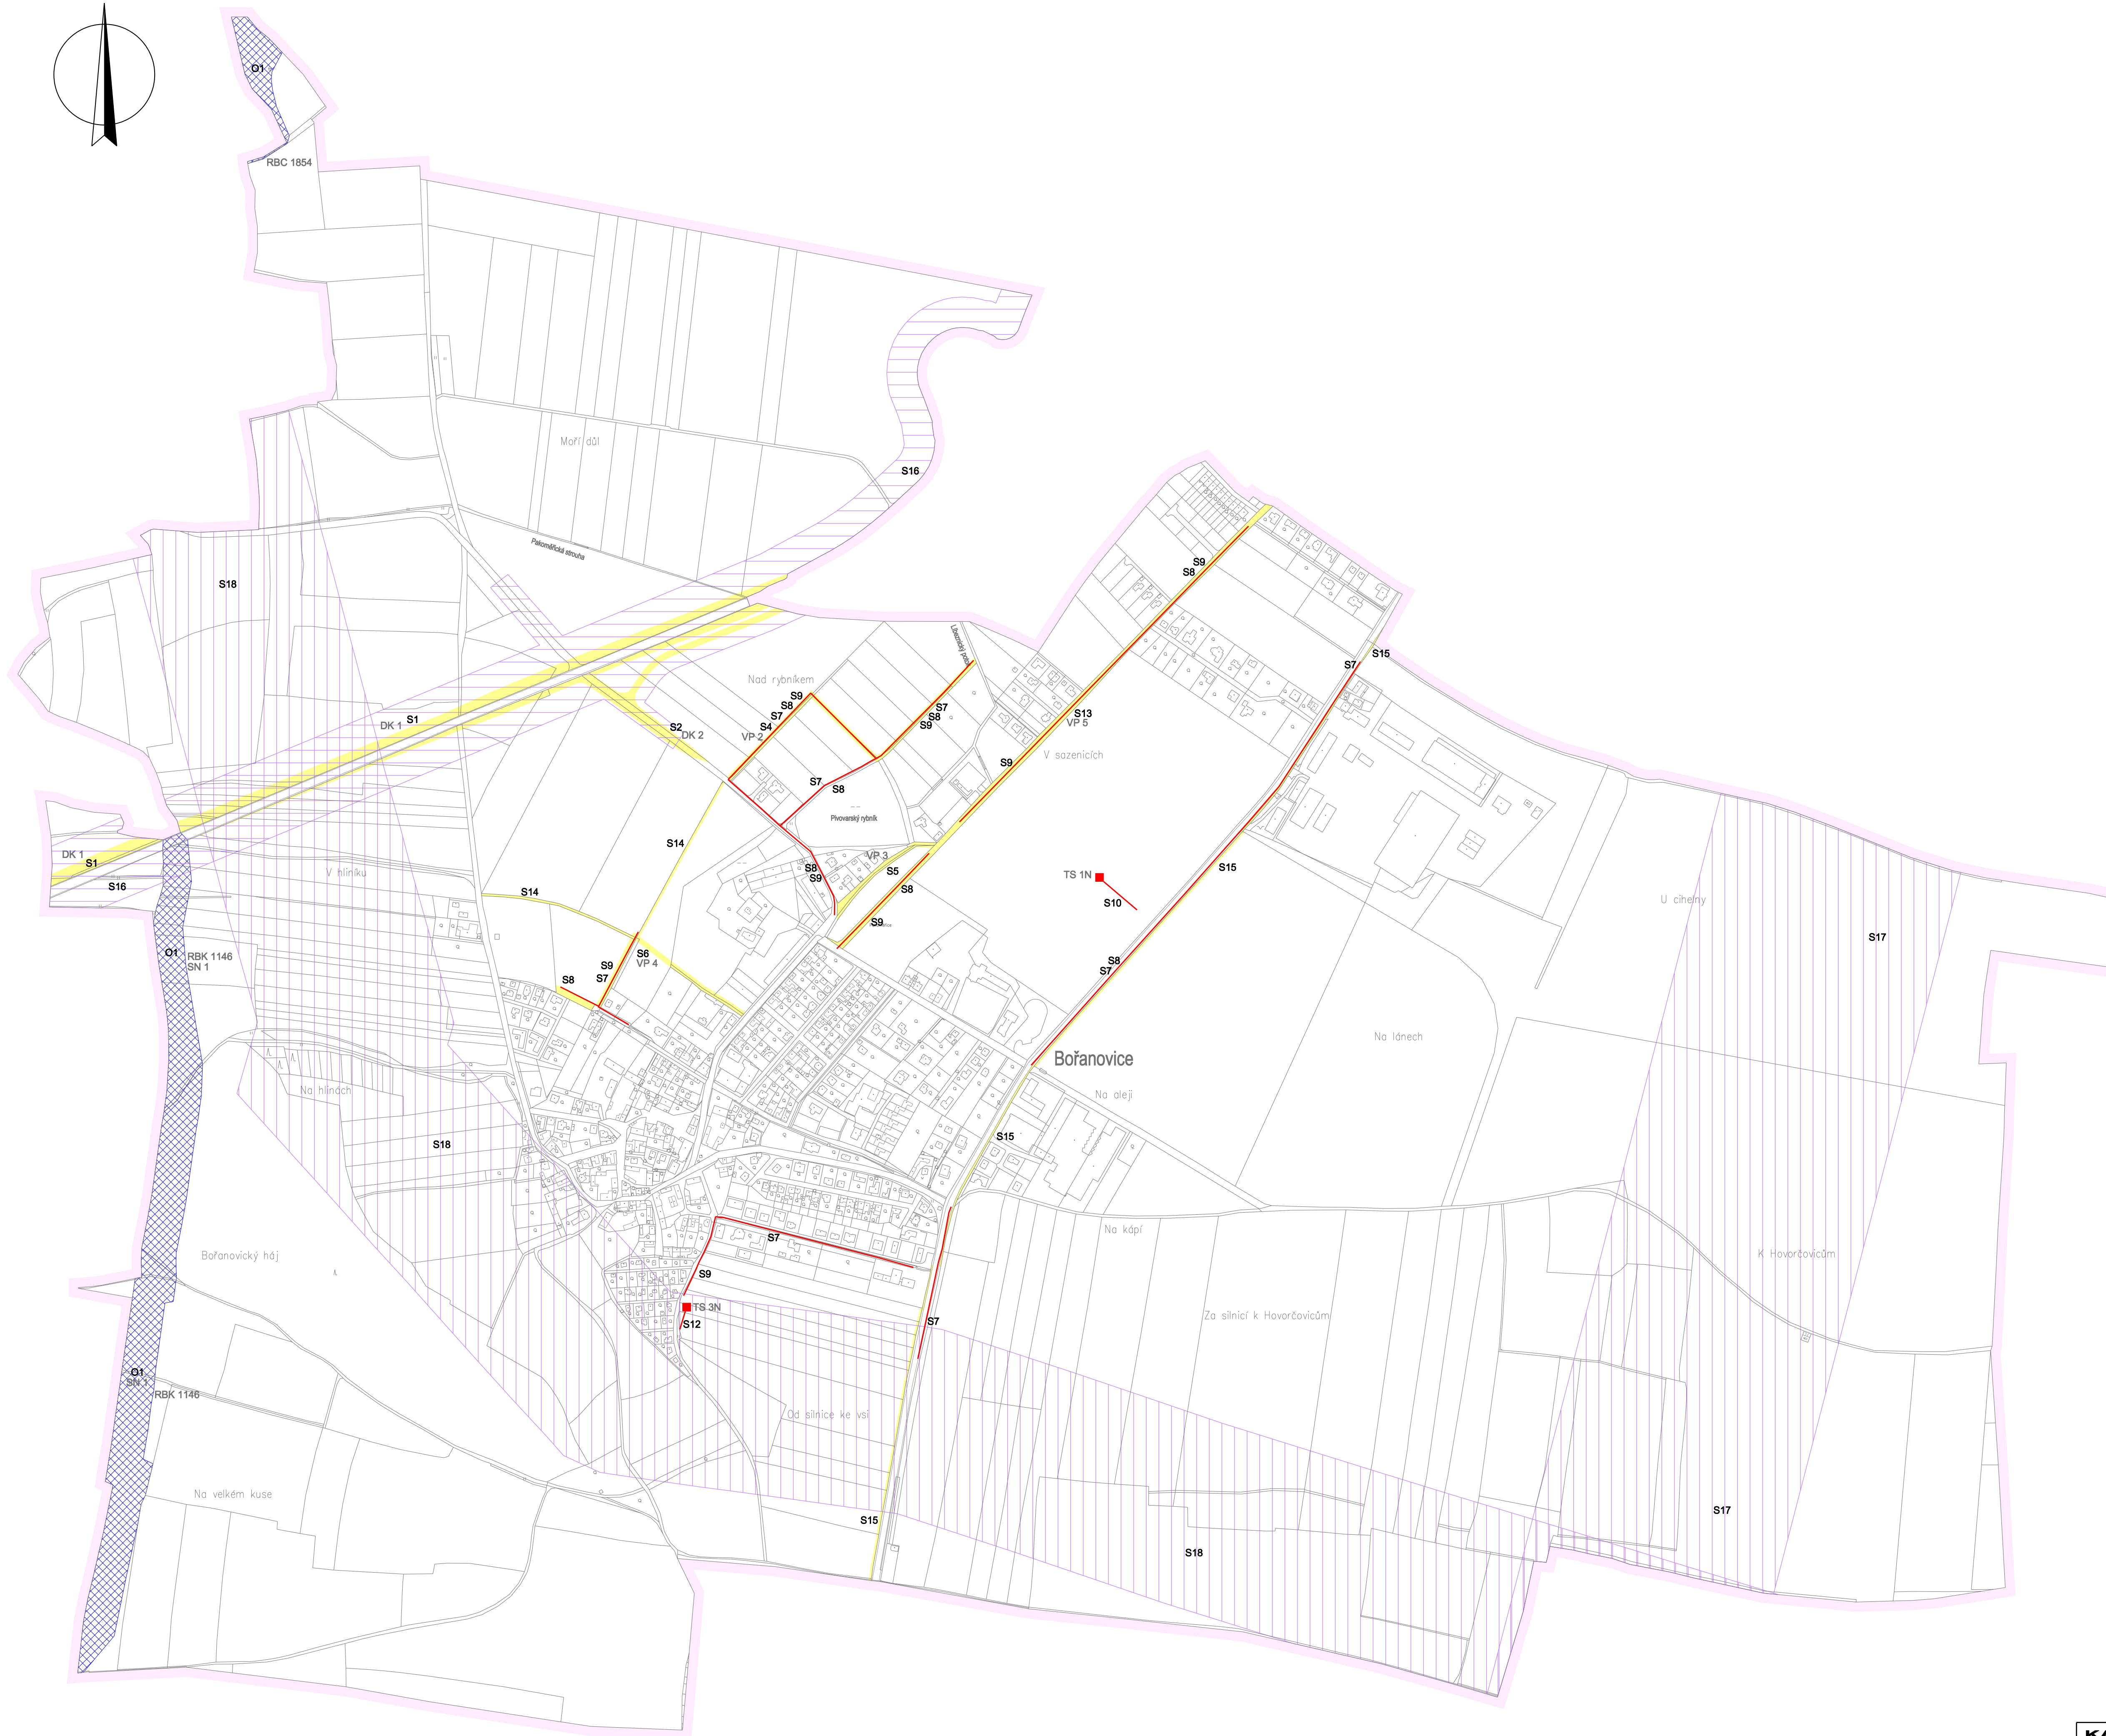 O1
RBC 1854
Moří důl
S16
Pakoměřická strouha
S9
S8
S18
Líbeznický potok
S15
S7
Nad rybníkem
S9
S8
S7
S4
VP 2
S7
S8
S9
S13
VP 5
DK 1
S1
S2
DK 2
V sazenicích
S9
S7
S8
Pivovarský rybník
S14
VP 3
S5
S8
S8
S9
DK 1
S1
S16
V hliníku
S14
TS 1N
S10
S15
U cihelny
S9
S17
O1
RBK 1146
SN 1
S6
VP 4
S9
S7
S8
S8
S7
Na lánech
Bořanovice
Na aleji
Na hlinách
S18
S15
Na kápí
S7
Bořanovický háj
K Hovorčovicům
S9
TS 3N
S12
S7
Za silnicí k Hovorčovicům
O1
SN 1
RBK 1146
Od silnice ke vsi
Na velkém kuse
S15
S17
S18